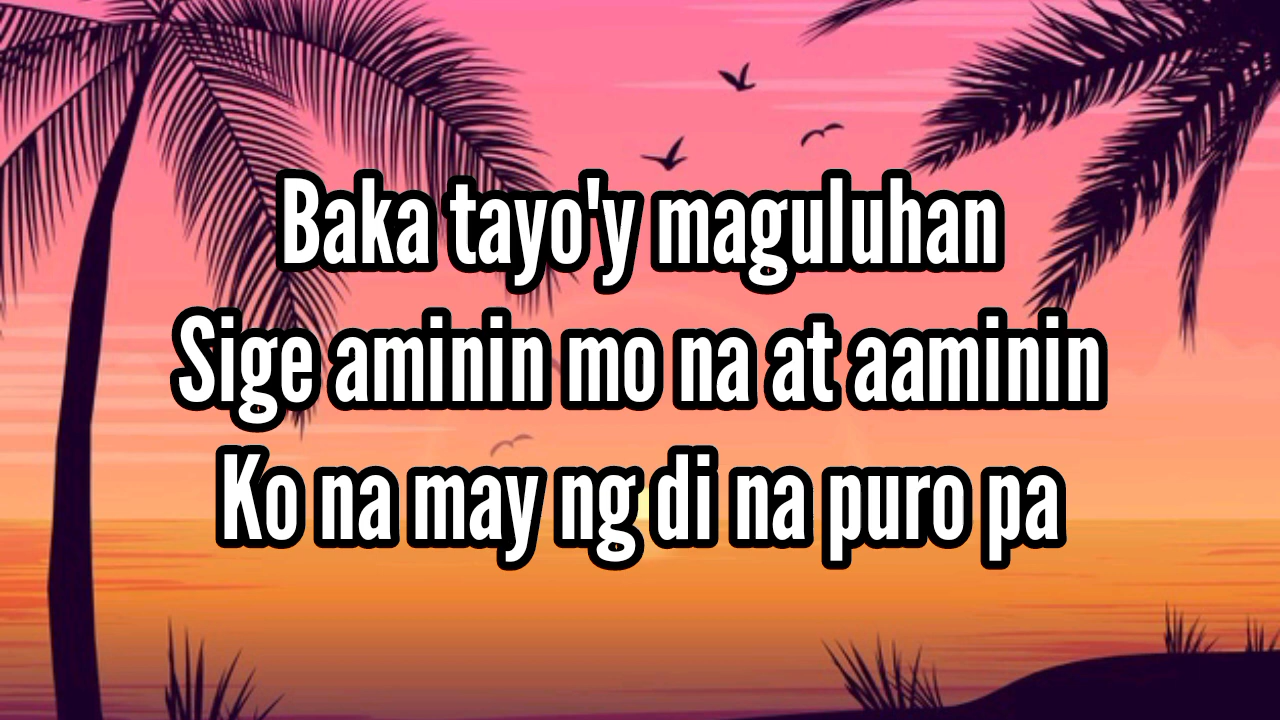 Baka tayo'y maguluhan
Sige aminin mo na at aaminin
Ko na may ng di na puro pa